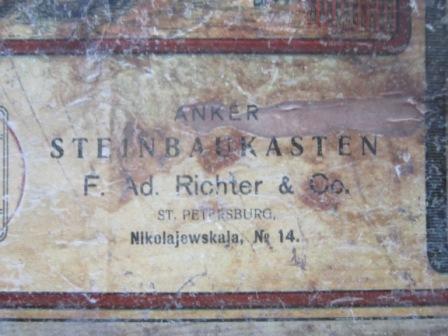 ANKER
STEINBAUKASTEN
F. Ad. Richter & Co.
ST. PETERSBURG,
Nikolajewskaja, № 14.